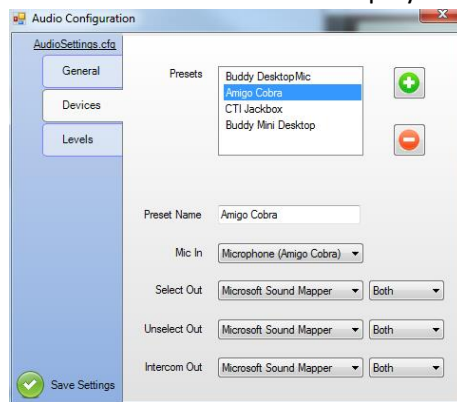 Audio Configuration
AudioSettings.cfg
General
Devices
Levels
Presets
Buddy DesktopMic
Amigo Cobra
CTI Jackbox
Buddy Mini Desktop
Preset Name Amigo Cobra
Mic In Microphone (Amigo Cobra)
Select Out Microsoft Sound Mapper Both
Unselect Out Microsoft Sound Mapper Both
Intercom Out Microsoft Sound Mapper Both
Save Settings